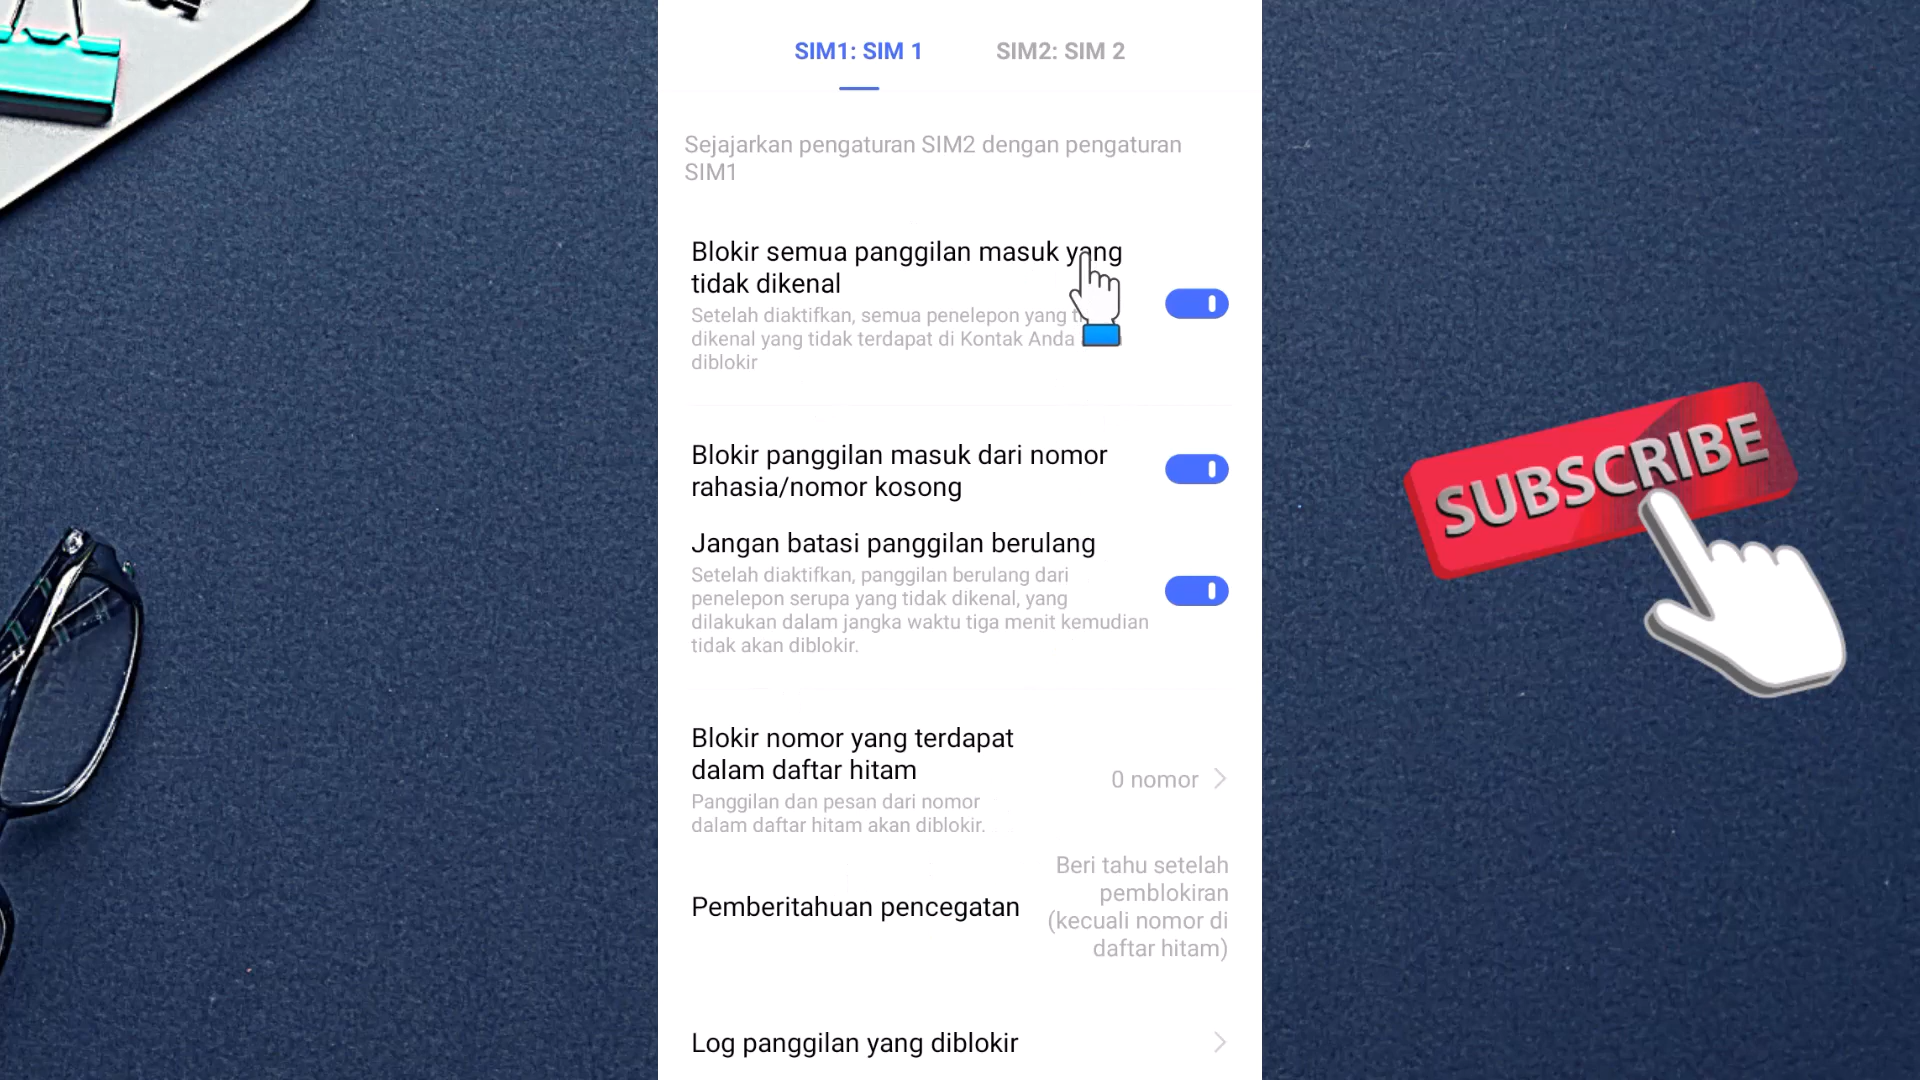 SIM1: SIM 1
SIM2: SIM 2
Sejajarkan pengaturan SIM2 dengan pengaturan
SIM1
Blokir semua panggilan masuk yang
tidak dikenal
Setelah diaktifkan, semua penelepon yang
dikenal yang tidak terdapat di Kontak Anda
diblokir
Blokir panggilan masuk dari nomor
rahasia/nomor kosong
Jangan batasi panggilan berulang
Setelah diaktifkan, panggilan berulang dari
penelepon serupa yang tidak dikenal, yang
dilakukan dalam jangka waktu tiga menit kemudian
tidak akan diblokir.
Blokir nomor yang terdapat
dalam daftar hitam
0 nomor
Panggilan dan pesan dari nomor
dalam daftar hitam akan diblokir.
Pemberitahuan pencegatan
Beri tahu setelah
pemblokiran
(kecuali nomor di
daftar hitam)
Log panggilan yang diblokir
SUBSCRIBE